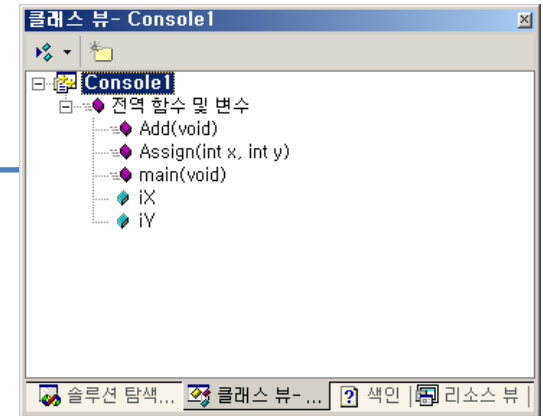 클래스 뷰- Console1
Console1
전역 함수 및 변수
Add(void)
Assign(int x, int y)
main(void)
iX
iY
솔루션 탐색... 클래스 뷰- ... 색인 리소스 뷰